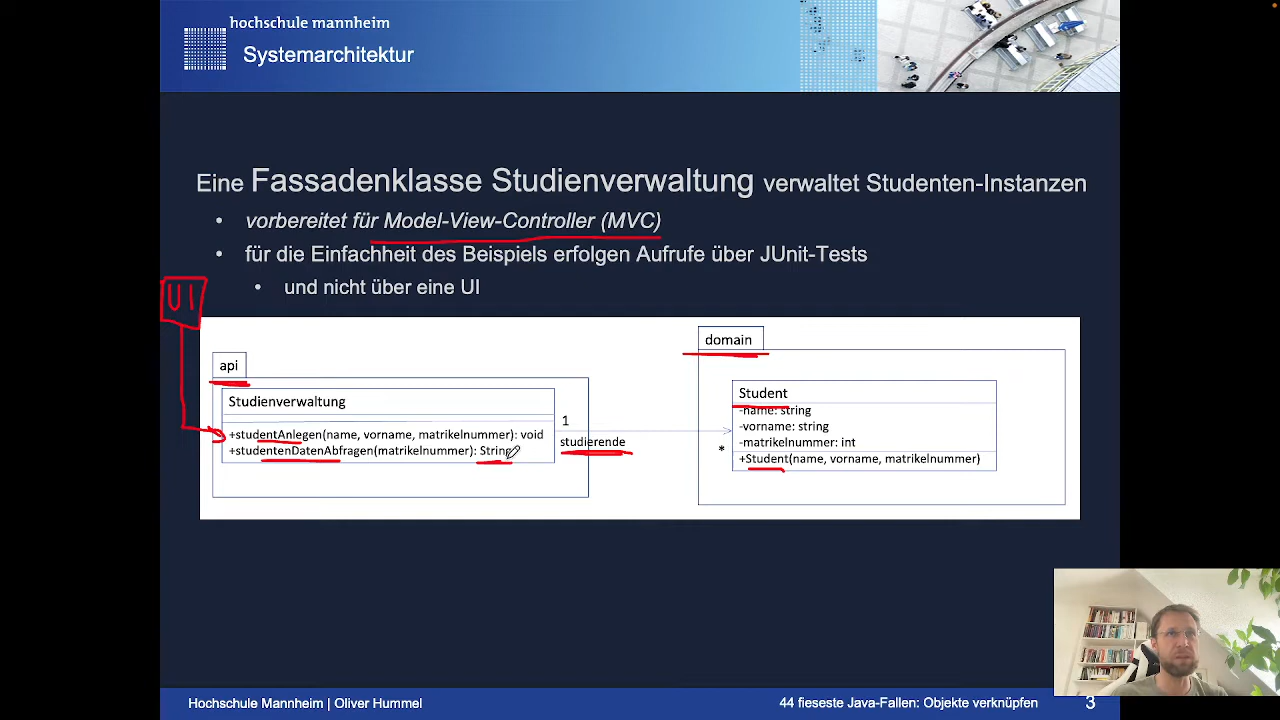 hochschule mannheim
Systemarchitektur
Eine Fassadenklasse Studienverwaltung verwaltet Studenten-Instanzen
• vorbereitet für Model-View-Controller (MVC)
• für die Einfachheit des Beispiels erfolgen Aufrufe über JUnit-Tests
• und nicht über eine UI
UI
api
Studienverwaltung
+studentAnlegen(name, vorname, matrikelnummer): void
+studentenDatenAbfragen(matrikelnummer): String
1
studierende
*
domain
Student
-name: string
-vorname: string
-matrikelnummer: int
+Student(name, vorname, matrikelnummer)
Hochschule Mannheim | Oliver Hummel
44 fieseste Java-Fallen: Objekte verknüpfen
3